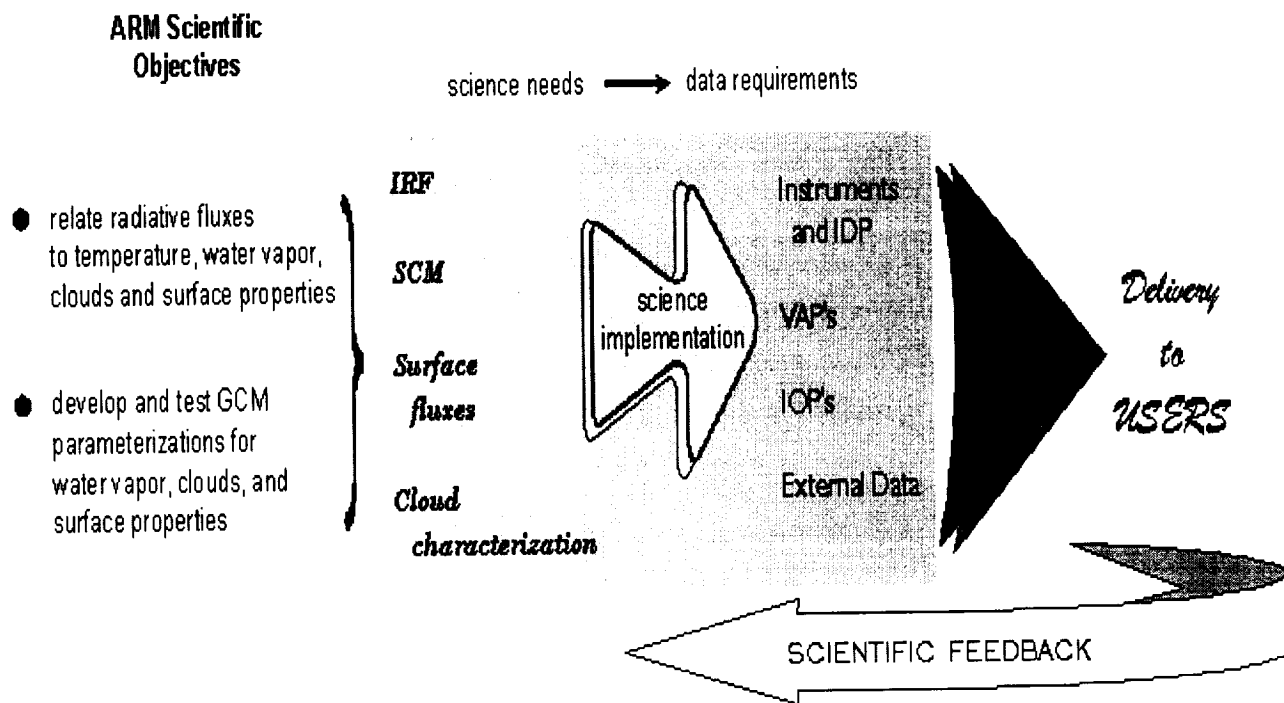 ARM Scientific
Objectives
science needs
data requirements
relate radiative fluxes
to temperature, water vapor,
clouds and surface properties
develop and test GCM
parameterizations for
water vapor, clouds, and
surface properties
IRF
SCM
Surface
fluxes
Cloud
characterization
science
implementation
Instruments
and IDP
VAP's
IOP's
External Data
Delivery
to
USERS
SCIENTIFIC FEEDBACK